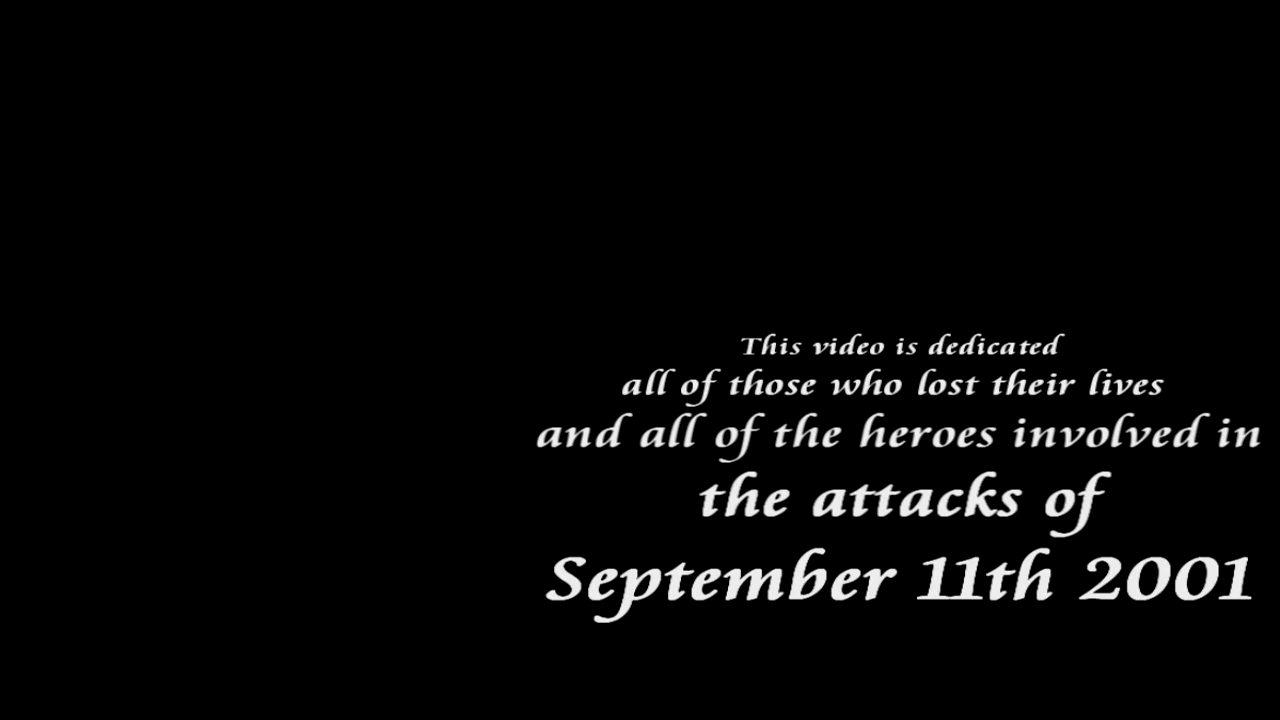 This video is dedicated
all of those who lost their lives
and all of the heroes involved in
the attacks of
September 11th 2001